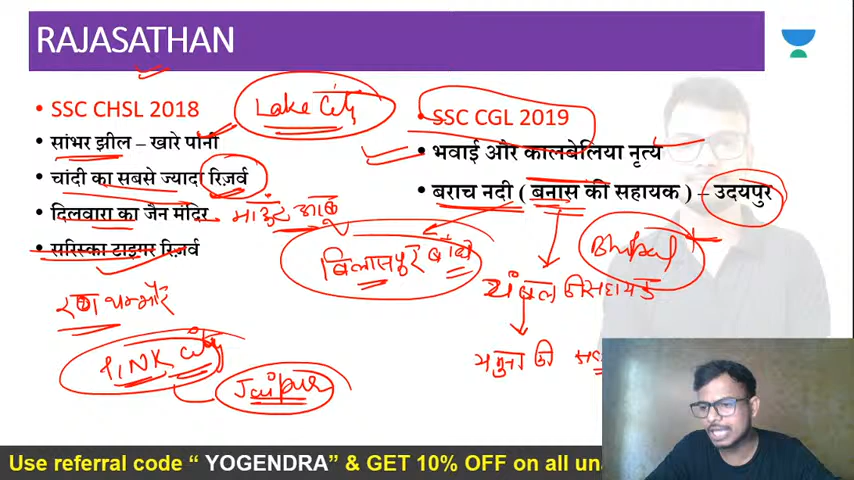 RAJASATHAN
• SSC CHSL 2018
Lake City
• सांभर झील – खारे पानी
• चांदी का सबसे ज्यादा रिज़र्व
• दिलवारा का जैन मंदिर
माउंट आबू
• सरिस्का टाइगर रिज़र्व
रणथम्भौर
PINK City
Jaipur
• SSC CGL 2019
• भवाई और कालबेलिया नृत्य
• बराच नदी ( बनास की सहायक ) – उदयपुर
बिलासपुर बांध
Bhopal
चंबल की सहायक
यमुना की
Use referral code “ YOGENDRA” & GET 10% OFF on all